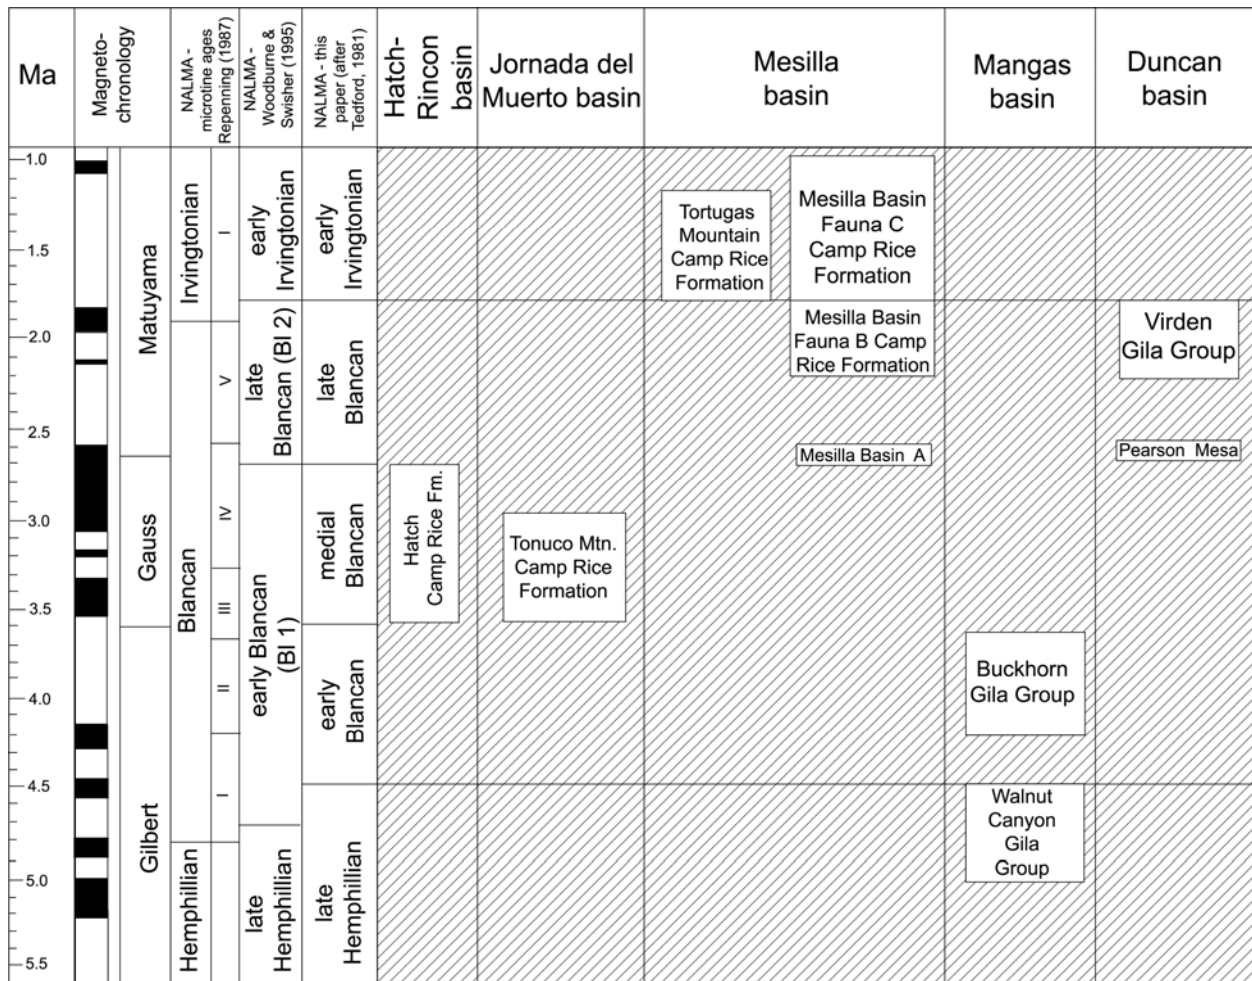 Ma
Magneto-
chronology
NALMA -
microtine ages
Repenning (1987)
NALMA -
Woodburne &
Swisher (1995)
NALMA - this
paper (after
Tedford, 1981)
Hatch-
Rincon
basin
Jornada del
Muerto basin
Mesilla
basin
Mangas
basin
Duncan
basin
1.0
1.5
2.0
2.5
3.0
3.5
4.0
4.5
5.0
5.5
Matuyama
Gauss
Gilbert
Irvingtonian
Blancan
Hemphillian
I
V
IV
III
II
I
early
Irvingtonian
late
Blancan (Bl 2)
early Blancan
(Bl 1)
late
Hemphillian
early
Irvingtonian
late
Blancan
medial
Blancan
early
Blancan
late
Hemphillian
Hatch
Camp Rice Fm.
Tonuco Mtn.
Camp Rice
Formation
Tortugas
Mountain
Camp Rice
Formation
Mesilla Basin
Fauna C
Camp Rice
Formation
Mesilla Basin
Fauna B Camp
Rice Formation
Mesilla Basin A
Buckhorn
Gila Group
Walnut
Canyon
Gila
Group
Virden
Gila Group
Pearson Mesa